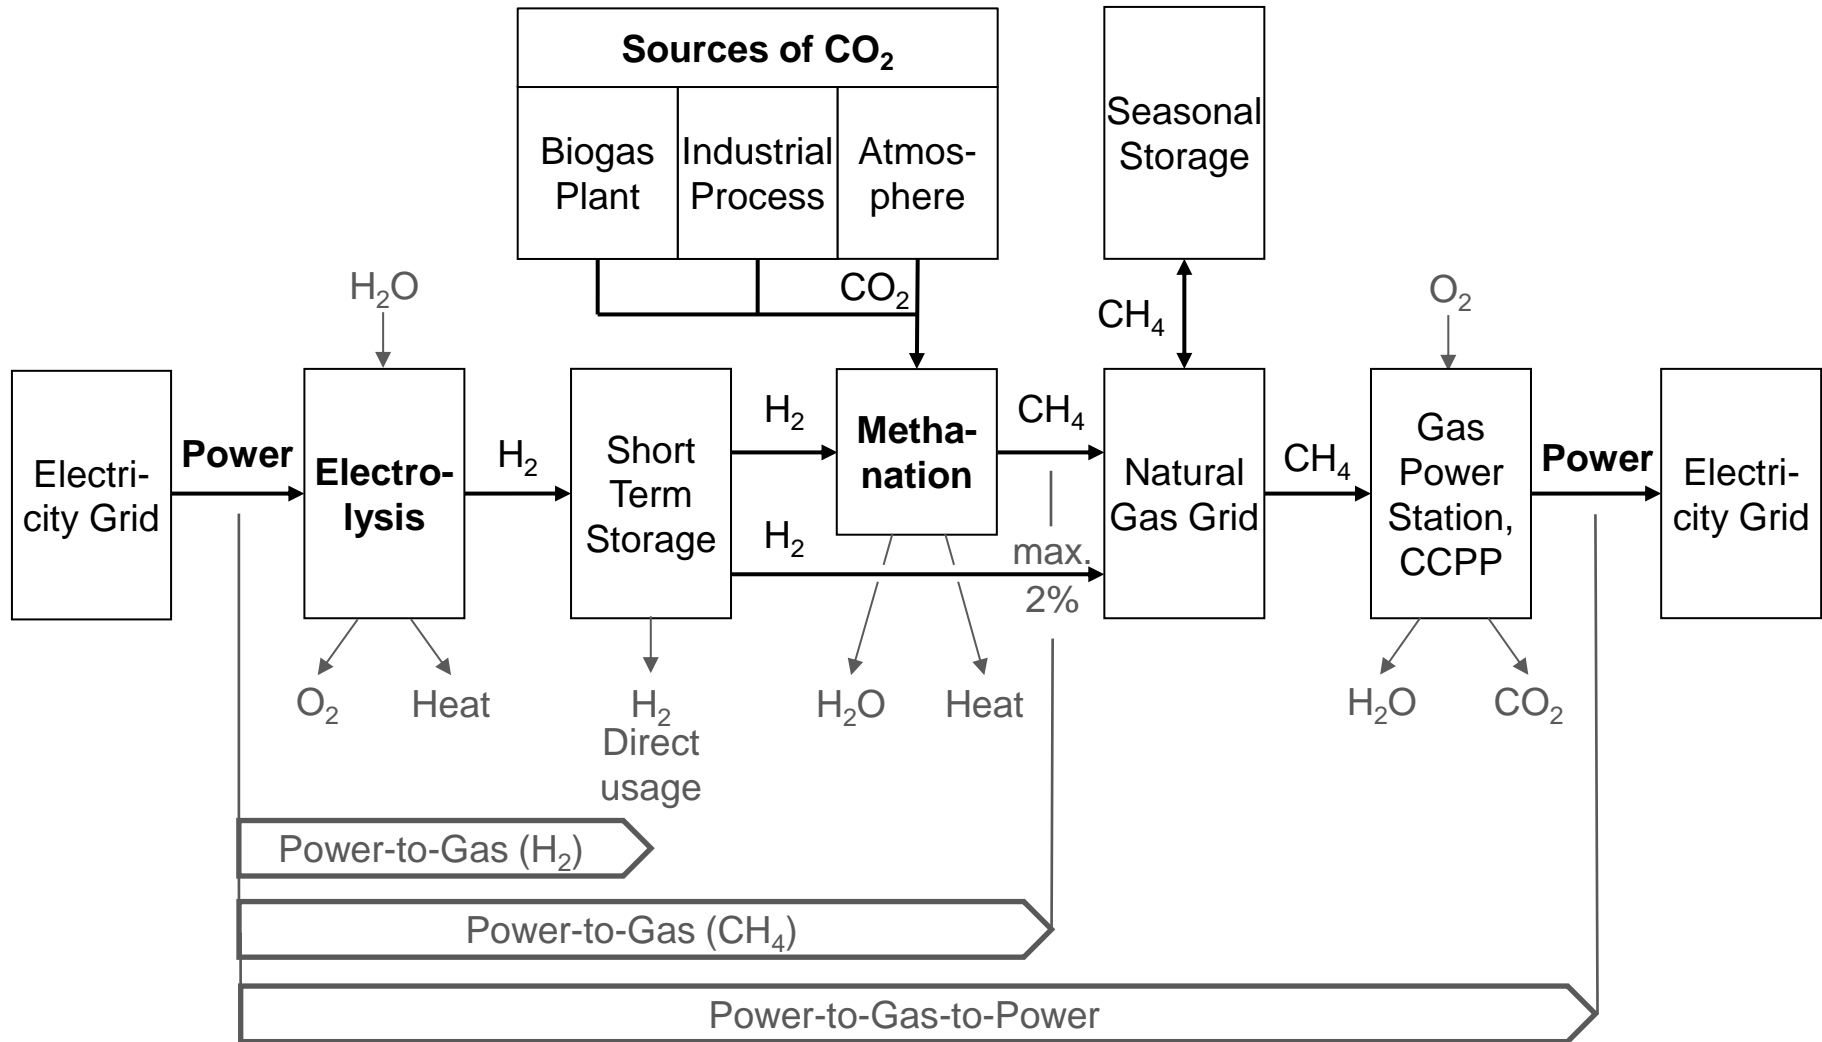 Sources of CO₂
Biogas
Plant
Industrial
Process
Atmos-
phere
Seasonal
Storage
H₂O
CO₂
CH₄
O₂
Electri-
city Grid
Power
Electro-
lysis
H₂
Short
Term
Storage
H₂
H₂
Metha-
nation
CH₄
max.
2%
Natural
Gas Grid
CH₄
Gas
Power
Station,
CCPP
Power
Electri-
city Grid
O₂
Heat
H₂
Direct
usage
H₂O
Heat
H₂O
CO₂
Power-to-Gas (H₂)
Power-to-Gas (CH₄)
Power-to-Gas-to-Power